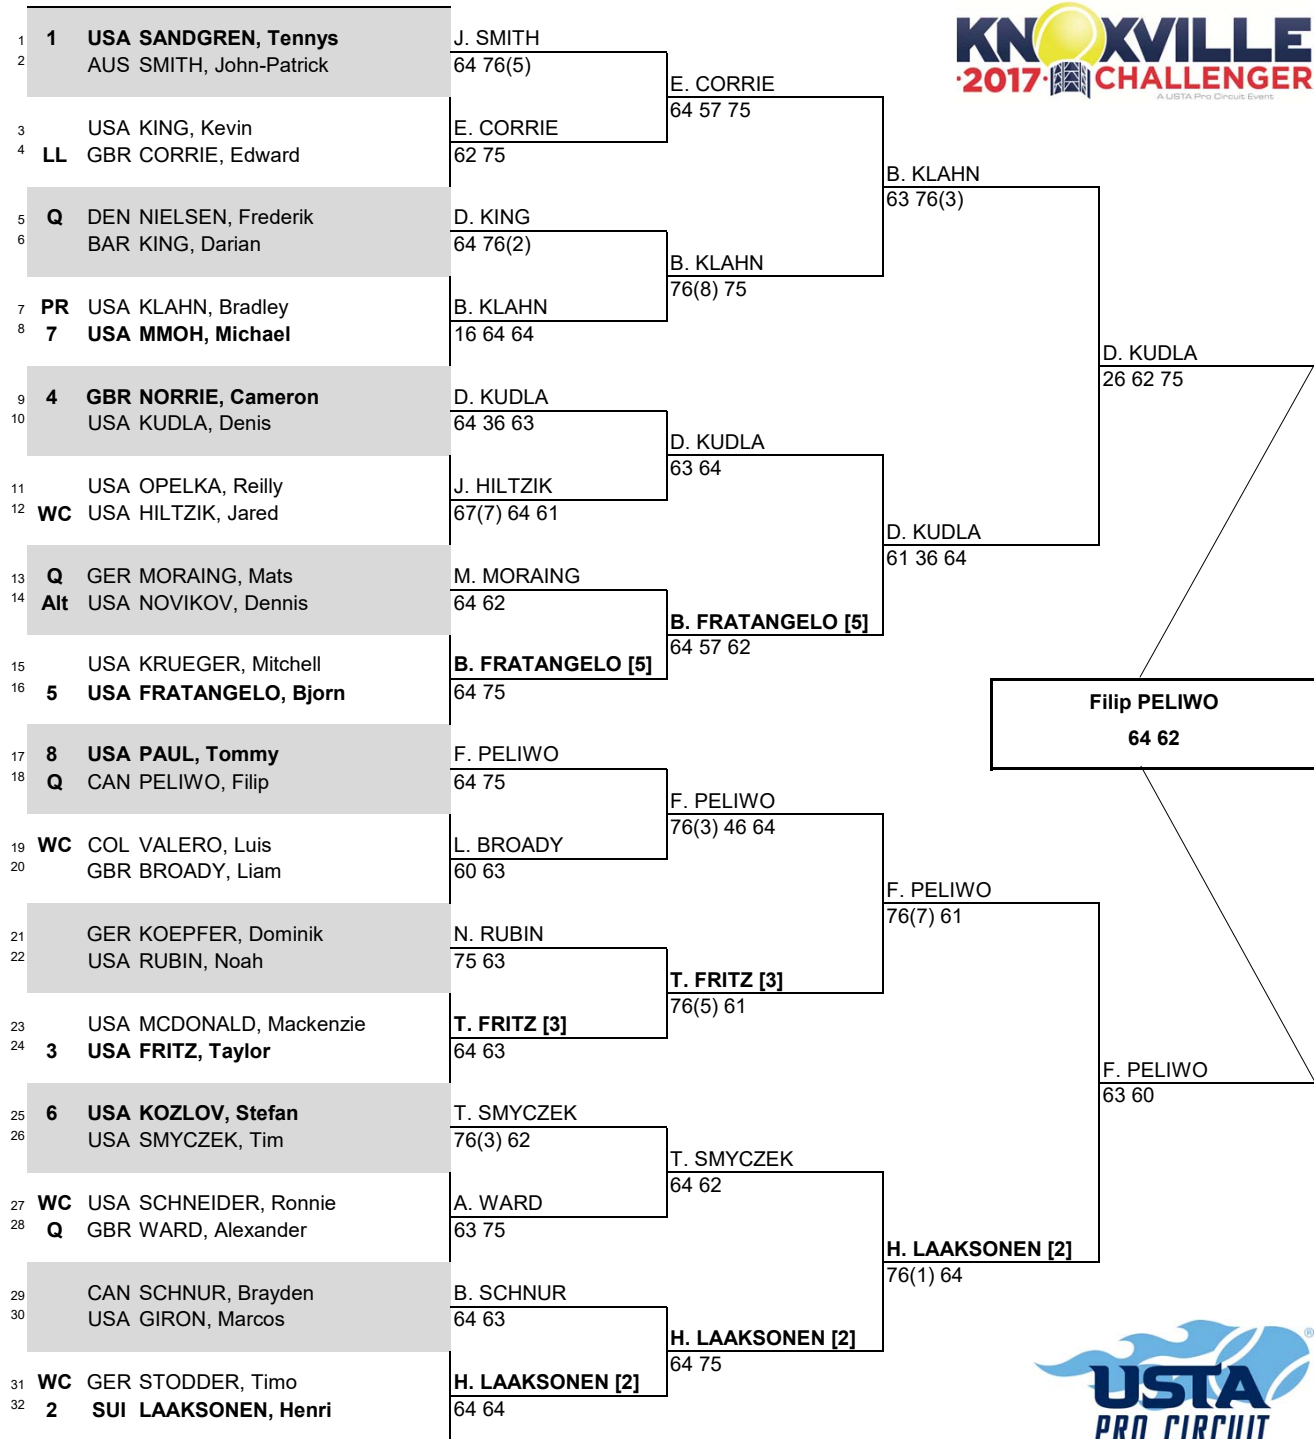 KNOXVILLE
·2017· CHALLENGER
A USTA Pro Circuit Event
1 1 USA SANDGREN, Tennys
2 AUS SMITH, John-Patrick
3 USA KING, Kevin
4 LL GBR CORRIE, Edward
5 Q DEN NIELSEN, Frederik
6 BAR KING, Darian
7 PR USA KLAHN, Bradley
8 7 USA MMOH, Michael
9 4 GBR NORRIE, Cameron
10 USA KUDLA, Denis
11 USA OPELKA, Reilly
12 WC USA HILTZIK, Jared
13 Q GER MORAING, Mats
14 Alt USA NOVIKOV, Dennis
15 USA KRUEGER, Mitchell
16 5 USA FRATANGELO, Bjorn
17 8 USA PAUL, Tommy
18 Q CAN PELIWO, Filip
19 WC COL VALERO, Luis
20 GBR BROADY, Liam
21 GER KOEPFER, Dominik
22 USA RUBIN, Noah
23 USA MCDONALD, Mackenzie
24 3 USA FRITZ, Taylor
25 6 USA KOZLOV, Stefan
26 USA SMYCZEK, Tim
27 WC USA SCHNEIDER, Ronnie
28 Q GBR WARD, Alexander
29 CAN SCHNUR, Brayden
30 USA GIRON, Marcos
31 WC GER STODDER, Timo
32 2 SUI LAAKSONEN, Henri
J. SMITH
64 76(5)
E. CORRIE
62 75
D. KING
64 76(2)
B. KLAHN
16 64 64
D. KUDLA
64 36 63
J. HILTZIK
67(7) 64 61
M. MORAING
64 62
B. FRATANGELO [5]
64 75
F. PELIWO
64 75
L. BROADY
60 63
N. RUBIN
75 63
T. FRITZ [3]
64 63
T. SMYCZEK
76(3) 62
A. WARD
63 75
B. SCHNUR
64 63
H. LAAKSONEN [2]
64 64
E. CORRIE
64 57 75
B. KLAHN
76(8) 75
D. KUDLA
63 64
B. FRATANGELO [5]
64 57 62
F. PELIWO
76(3) 46 64
T. FRITZ [3]
76(5) 61
T. SMYCZEK
64 62
H. LAAKSONEN [2]
64 75
B. KLAHN
63 76(3)
D. KUDLA
61 36 64
F. PELIWO
76(7) 61
H. LAAKSONEN [2]
76(1) 64
D. KUDLA
26 62 75
F. PELIWO
63 60
Filip PELIWO
64 62
USTA®
PRO CIRCUIT